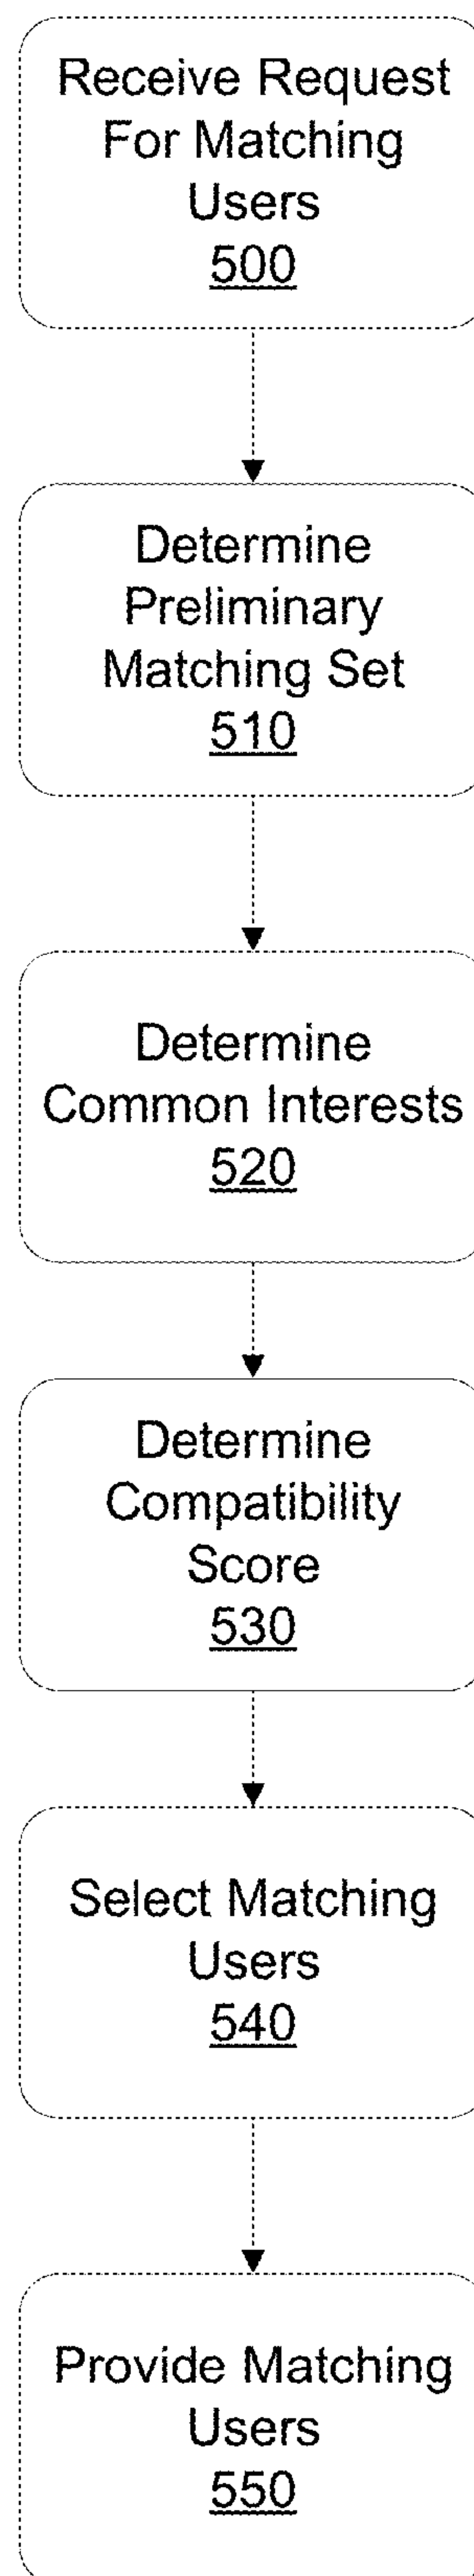 Receive Request
For Matching
Users
500
Determine
Preliminary
Matching Set
510
Determine
Common Interests
520
Determine
Compatibility
Score
530
Select Matching
Users
540
Provide Matching
Users
550